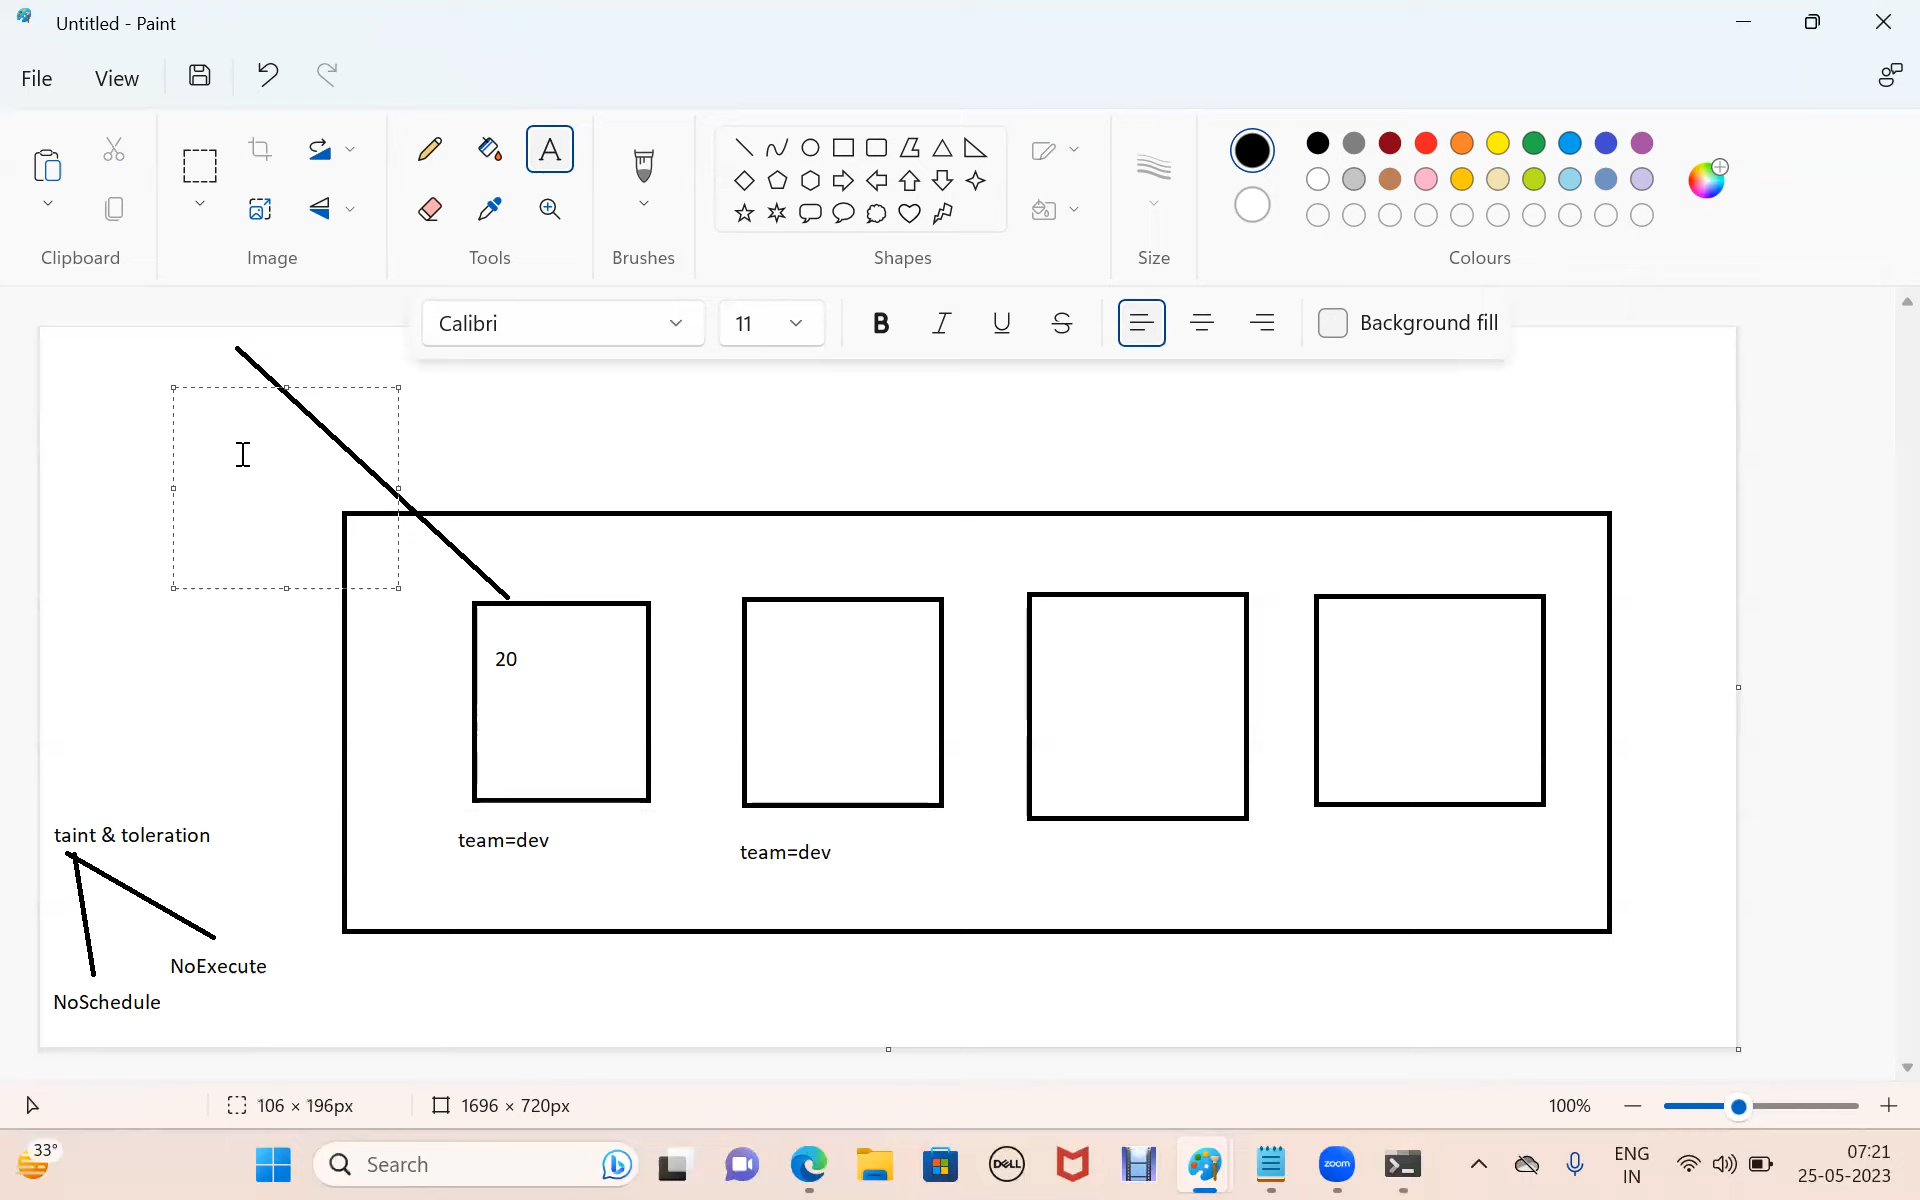 Untitled - Paint
File
View
Clipboard
Image
Tools
Brushes
Shapes
Size
Colours
Calibri
11
B
I
U
S
Background fill
A
20
team=dev
team=dev
taint & toleration
NoExecute
NoSchedule
106 × 196px
1696 × 720px
100%
33°
Search
DELL
zoom
ENG
IN
07:21
25-05-2023